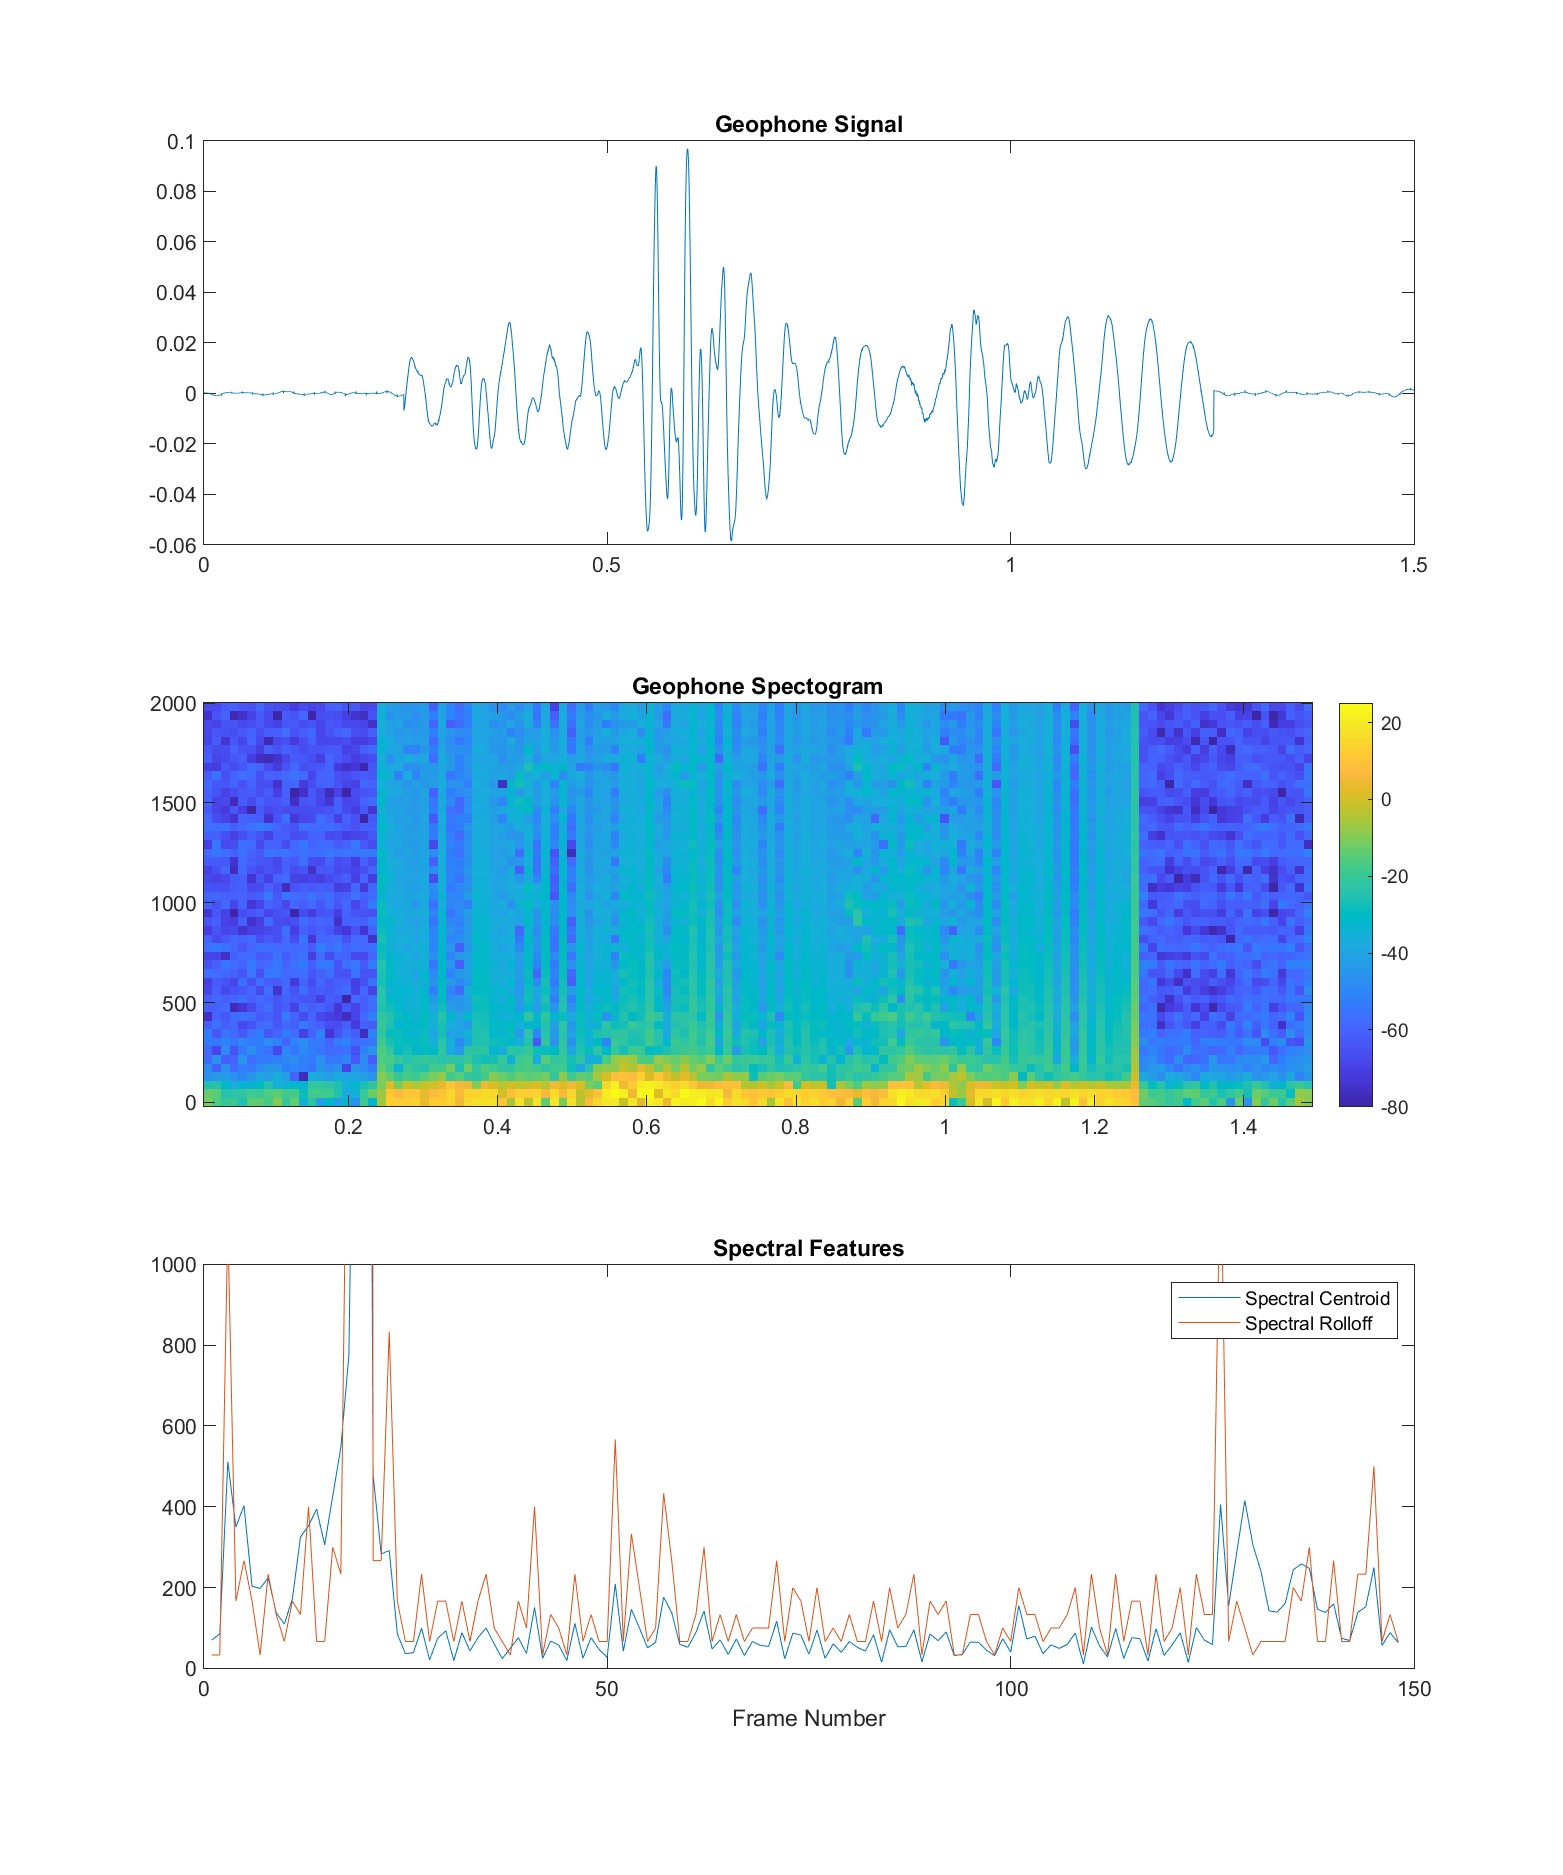 Geophone Signal
0.1
0.08
0.06
0.04
0.02
0
-0.02
-0.04
-0.06
0 0.5 1 1.5
Geophone Spectogram
2000
1500
1000
500
0
0.2 0.4 0.6 0.8 1 1.2 1.4
20
0
-20
-40
-60
-80
Spectral Features
1000
800
600
400
200
0
0 50 100 150
Spectral Centroid
Spectral Rolloff
Frame Number